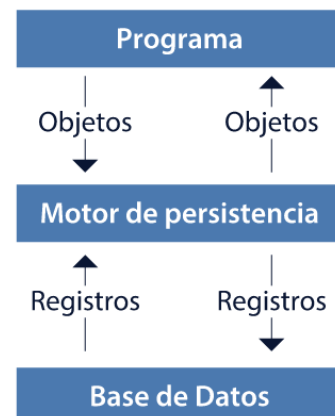 Programa
Objetos
Objetos
Motor de persistencia
Registros
Registros
Base de Datos